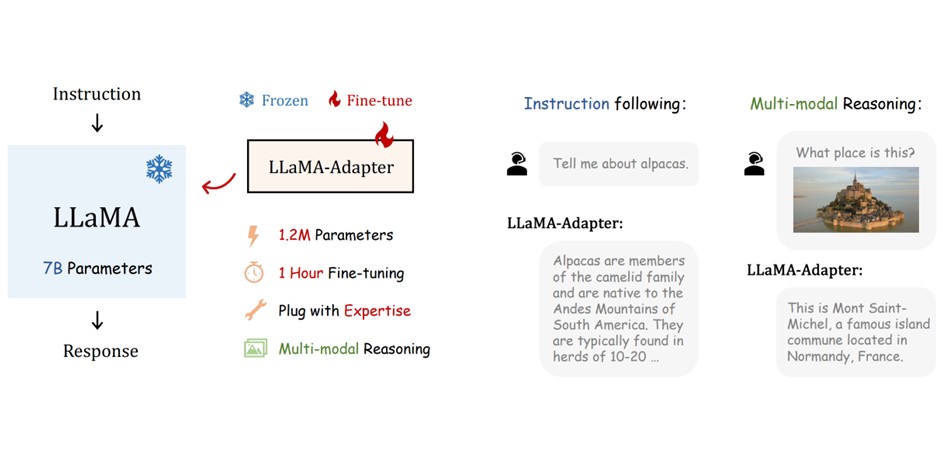 Instruction
LLaMA
7B Parameters
Response
Frozen
Fine-tune
LLaMA-Adapter
1.2M Parameters
1 Hour Fine-tuning
Plug with Expertise
Multi-modal Reasoning
Instruction following:
Tell me about alpacas.
LLaMA-Adapter:
Alpacas are members
of the camelid family
and are native to the
Andes Mountains of
South America. They
are typically found in
herds of 10-20 ...
Multi-modal Reasoning:
What place is this?
LLaMA-Adapter:
This is Mont Saint-
Michel, a famous island
commune located in
Normandy, France.